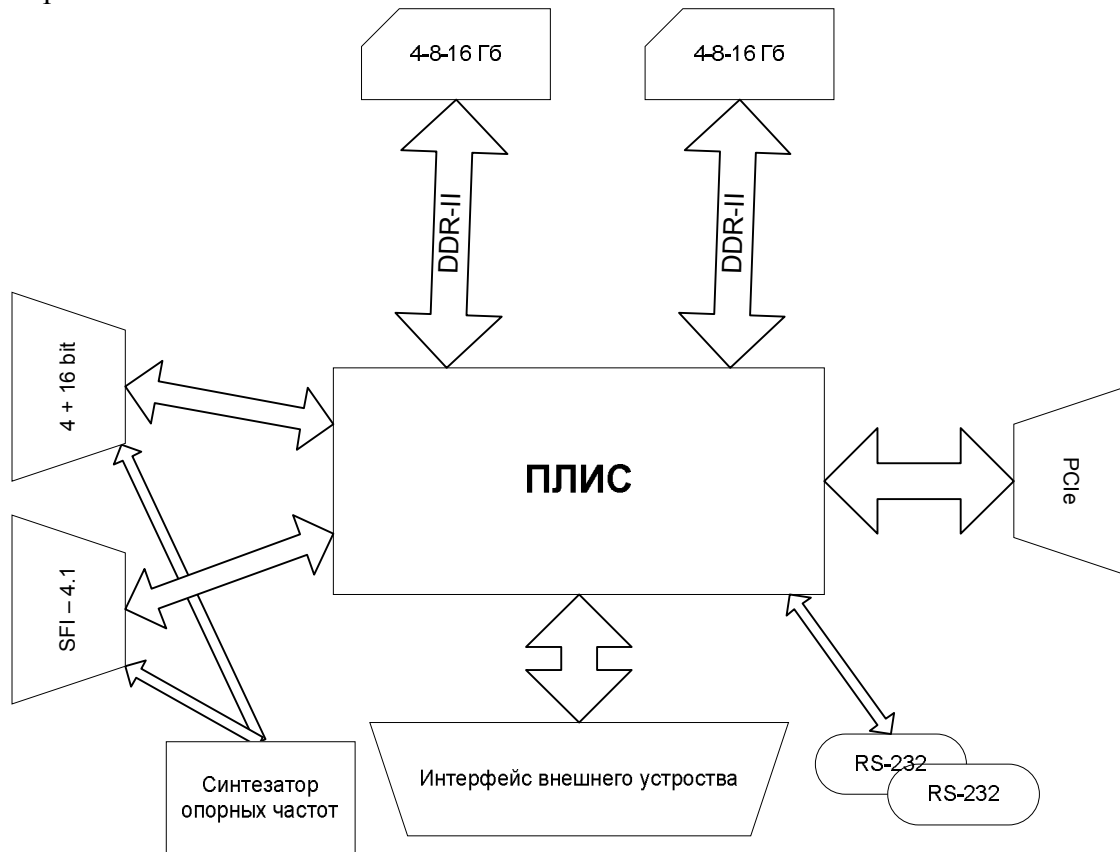 4-8-16 Гб
4-8-16 Гб
DDR-II
DDR-II
4 + 16 bit
ПЛИС
PCIe
SFI – 4.1
Синтезатор
опорных частот
Интерфейс внешнего устроства
RS-232
RS-232